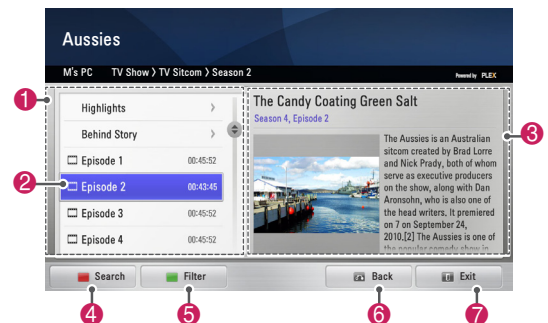 Aussies
M's PC TV Show 〉 TV Sitcom 〉 Season 2
Powered by PLEX
1
Highlights 〉
Behind Story 〉
Episode 1 00:45:52
2
Episode 2 00:43:45
Episode 3 00:45:52
Episode 4 00:45:52
The Candy Coating Green Salt
Season 4, Episode 2
3
The Aussies is an Australian
sitcom created by Brad Lorre
and Nick Prady, both of whom
serve as executive producers
on the show, along with Dan
Aronsohn, who is also one of
the head writers. It premiered
on 7 on September 24,
2010.[2] The Aussies is one of
the popular comedy show in
Search
Filter
Back
Exit
4
5
6
7